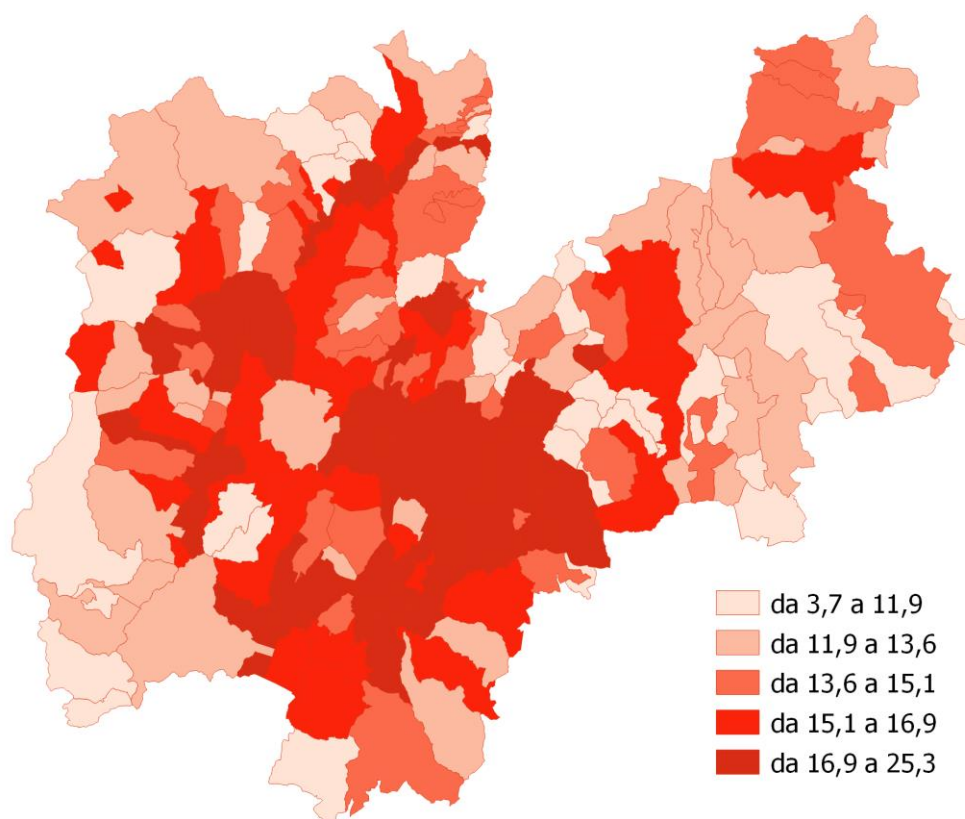 da 3,7 a 11,9
da 11,9 a 13,6
da 13,6 a 15,1
da 15,1 a 16,9
da 16,9 a 25,3